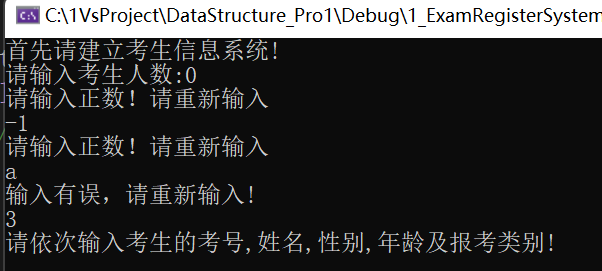 C:\1VsProject\DataStructure_Pro1\Debug\1_ExamRegisterSystem
首先请建立考生信息系统!
请输入考生人数:0
请输入正数！请重新输入
-1
请输入正数！请重新输入
a
输入有误，请重新输入!
3
请依次输入考生的考号,姓名,性别,年龄及报考类别!